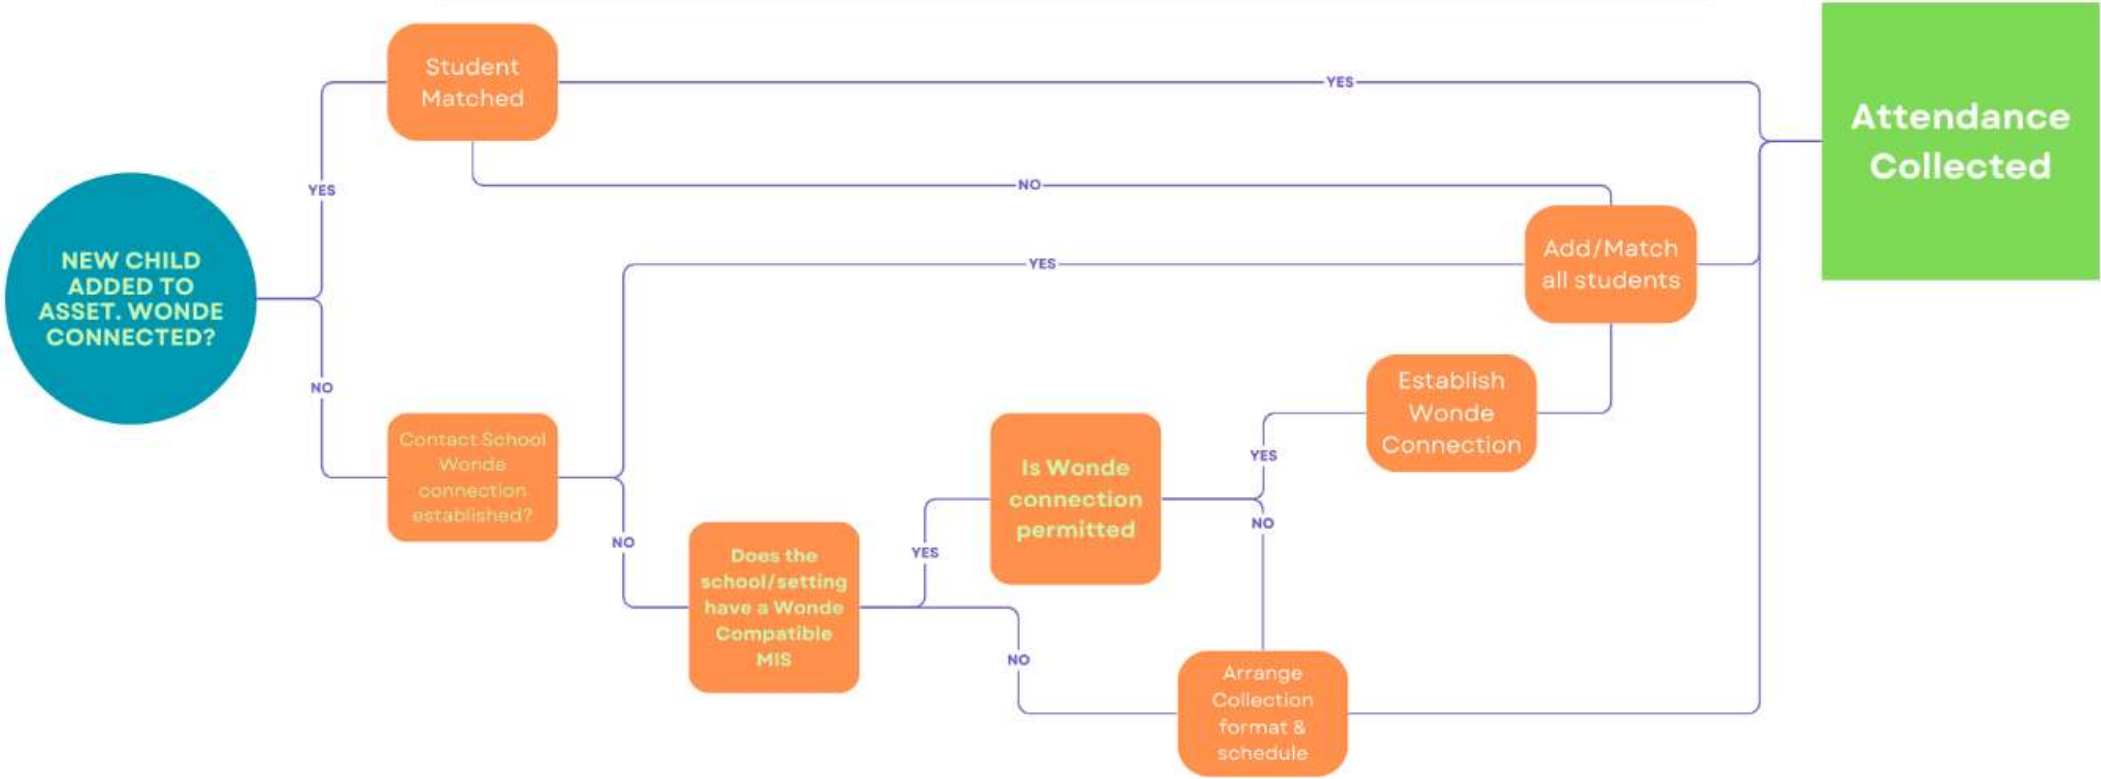 Student
Matched
YES
Attendance
Collected
YES
NO
NEW CHILD
ADDED TO
ASSET. WONDE
CONNECTED?
YES
Add/Match
all students
NO
Contact School
Wonde
connection
established?
Establish
Wonde
Connection
Is Wonde
connection
permitted
YES
NO
NO
Does the
school/setting
have a Wonde
Compatible
MIS
YES
NO
Arrange
Collection
format &
schedule